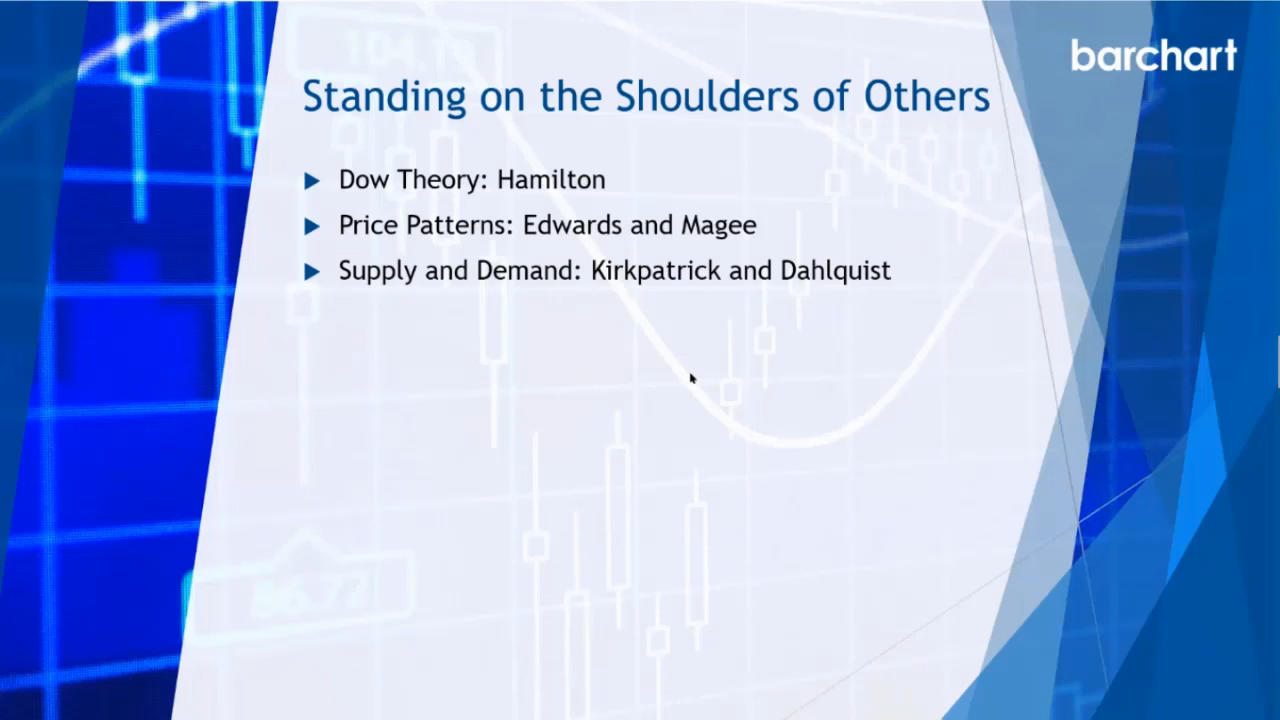 barchart
Standing on the Shoulders of Others
Dow Theory: Hamilton
Price Patterns: Edwards and Magee
Supply and Demand: Kirkpatrick and Dahlquist